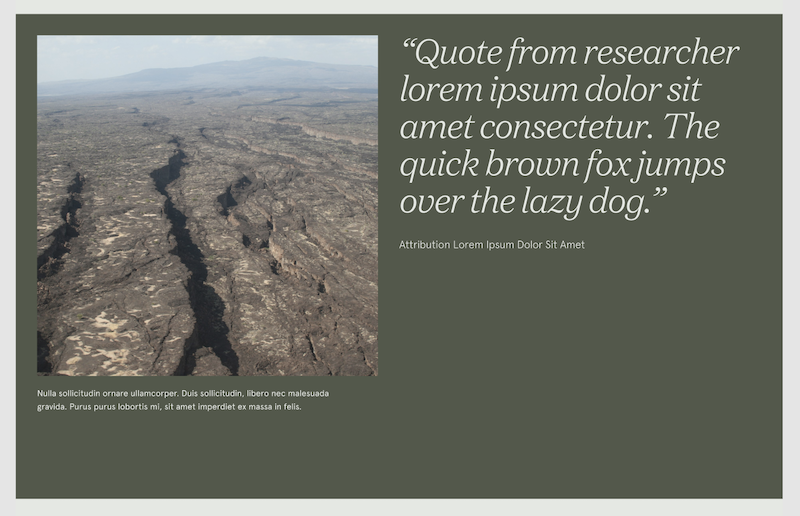 “Quote from researcher
lorem ipsum dolor sit
amet consectetur. The
quick brown fox jumps
over the lazy dog.”
Attribution Lorem Ipsum Dolor Sit Amet
Nulla sollicitudin ornare ullamcorper. Duis sollicitudin, libero nec malesuada
gravida. Purus purus lobortis mi, sit amet imperdiet ex massa in felis.